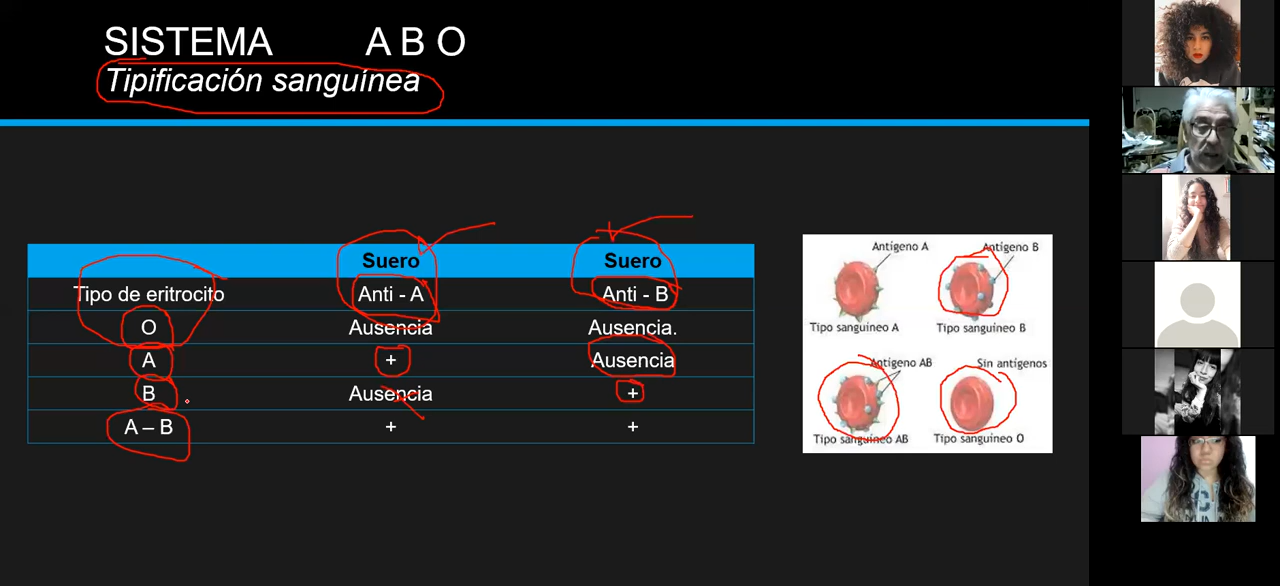 SISTEMA A B O
Tipificación sanguínea
Suero Suero
Tipo de eritrocito Anti - A Anti - B
O Ausencia Ausencia.
A + Ausencia
B Ausencia +
A – B + +
Antígeno A Antígeno B
Tipo sanguíneo A Tipo sanguíneo B
Antígeno AB Sin antígenos
Tipo sanguíneo AB Tipo sanguíneo O